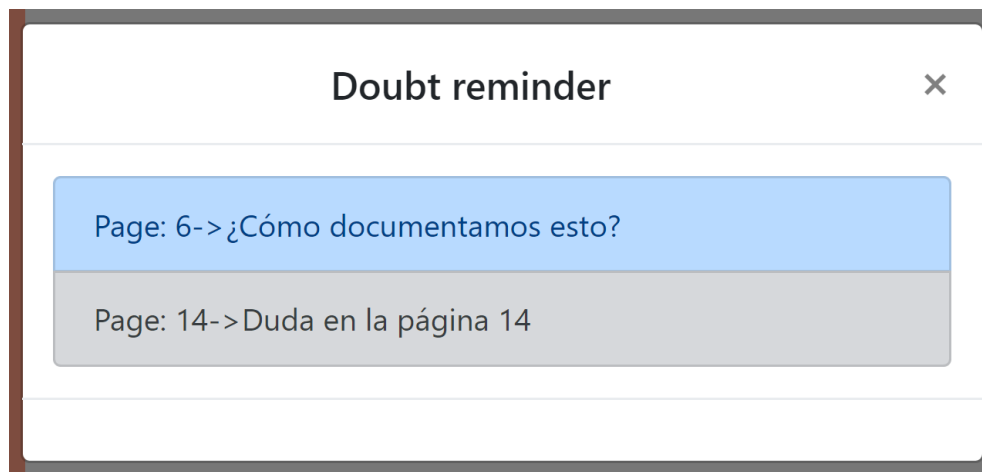 Doubt reminder
Page: 6->¿Cómo documentamos esto?
Page: 14->Duda en la página 14